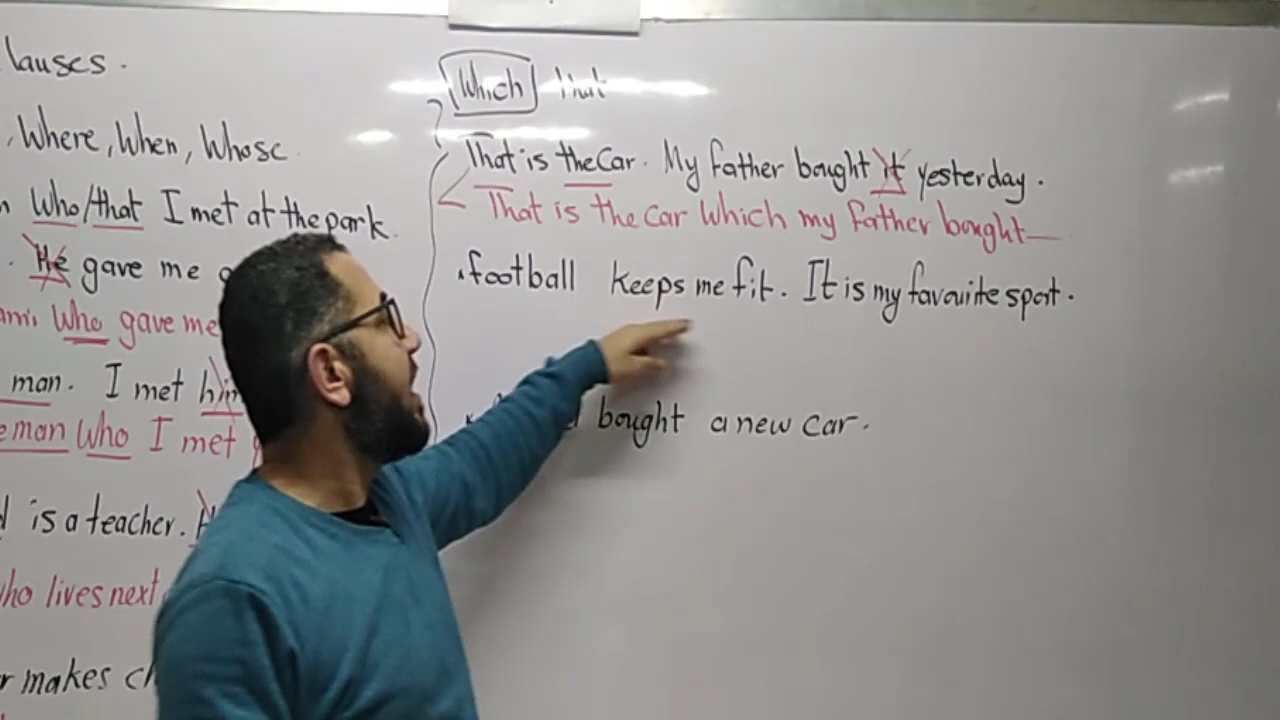 lauses.
, Where, When, Whose.
Who/that I met at the park.
. He gave me
Who gave me
man. I met him
e man who I met
is a teacher.
who lives next
r makes
Which that
That is the Car. My father bought it yesterday.
That is the car which my father bought
.football keeps me fit. It is my favourite sport.
bought a new car.